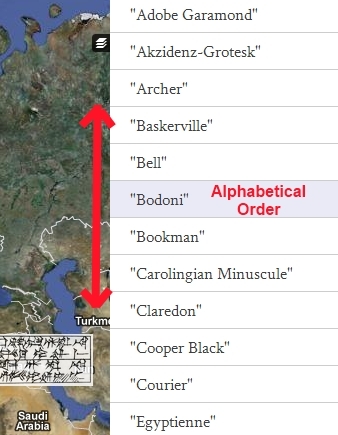 "Adobe Garamond"
"Akzidenz-Grotesk"
"Archer"
"Baskerville"
"Bell"
"Bodoni"
Alphabetical
Order
"Bookman"
"Carolingian Minuscule"
"Claredon"
Turkme
"Cooper Black"
"Courier"
Saudi
Arabia
"Egyptienne"